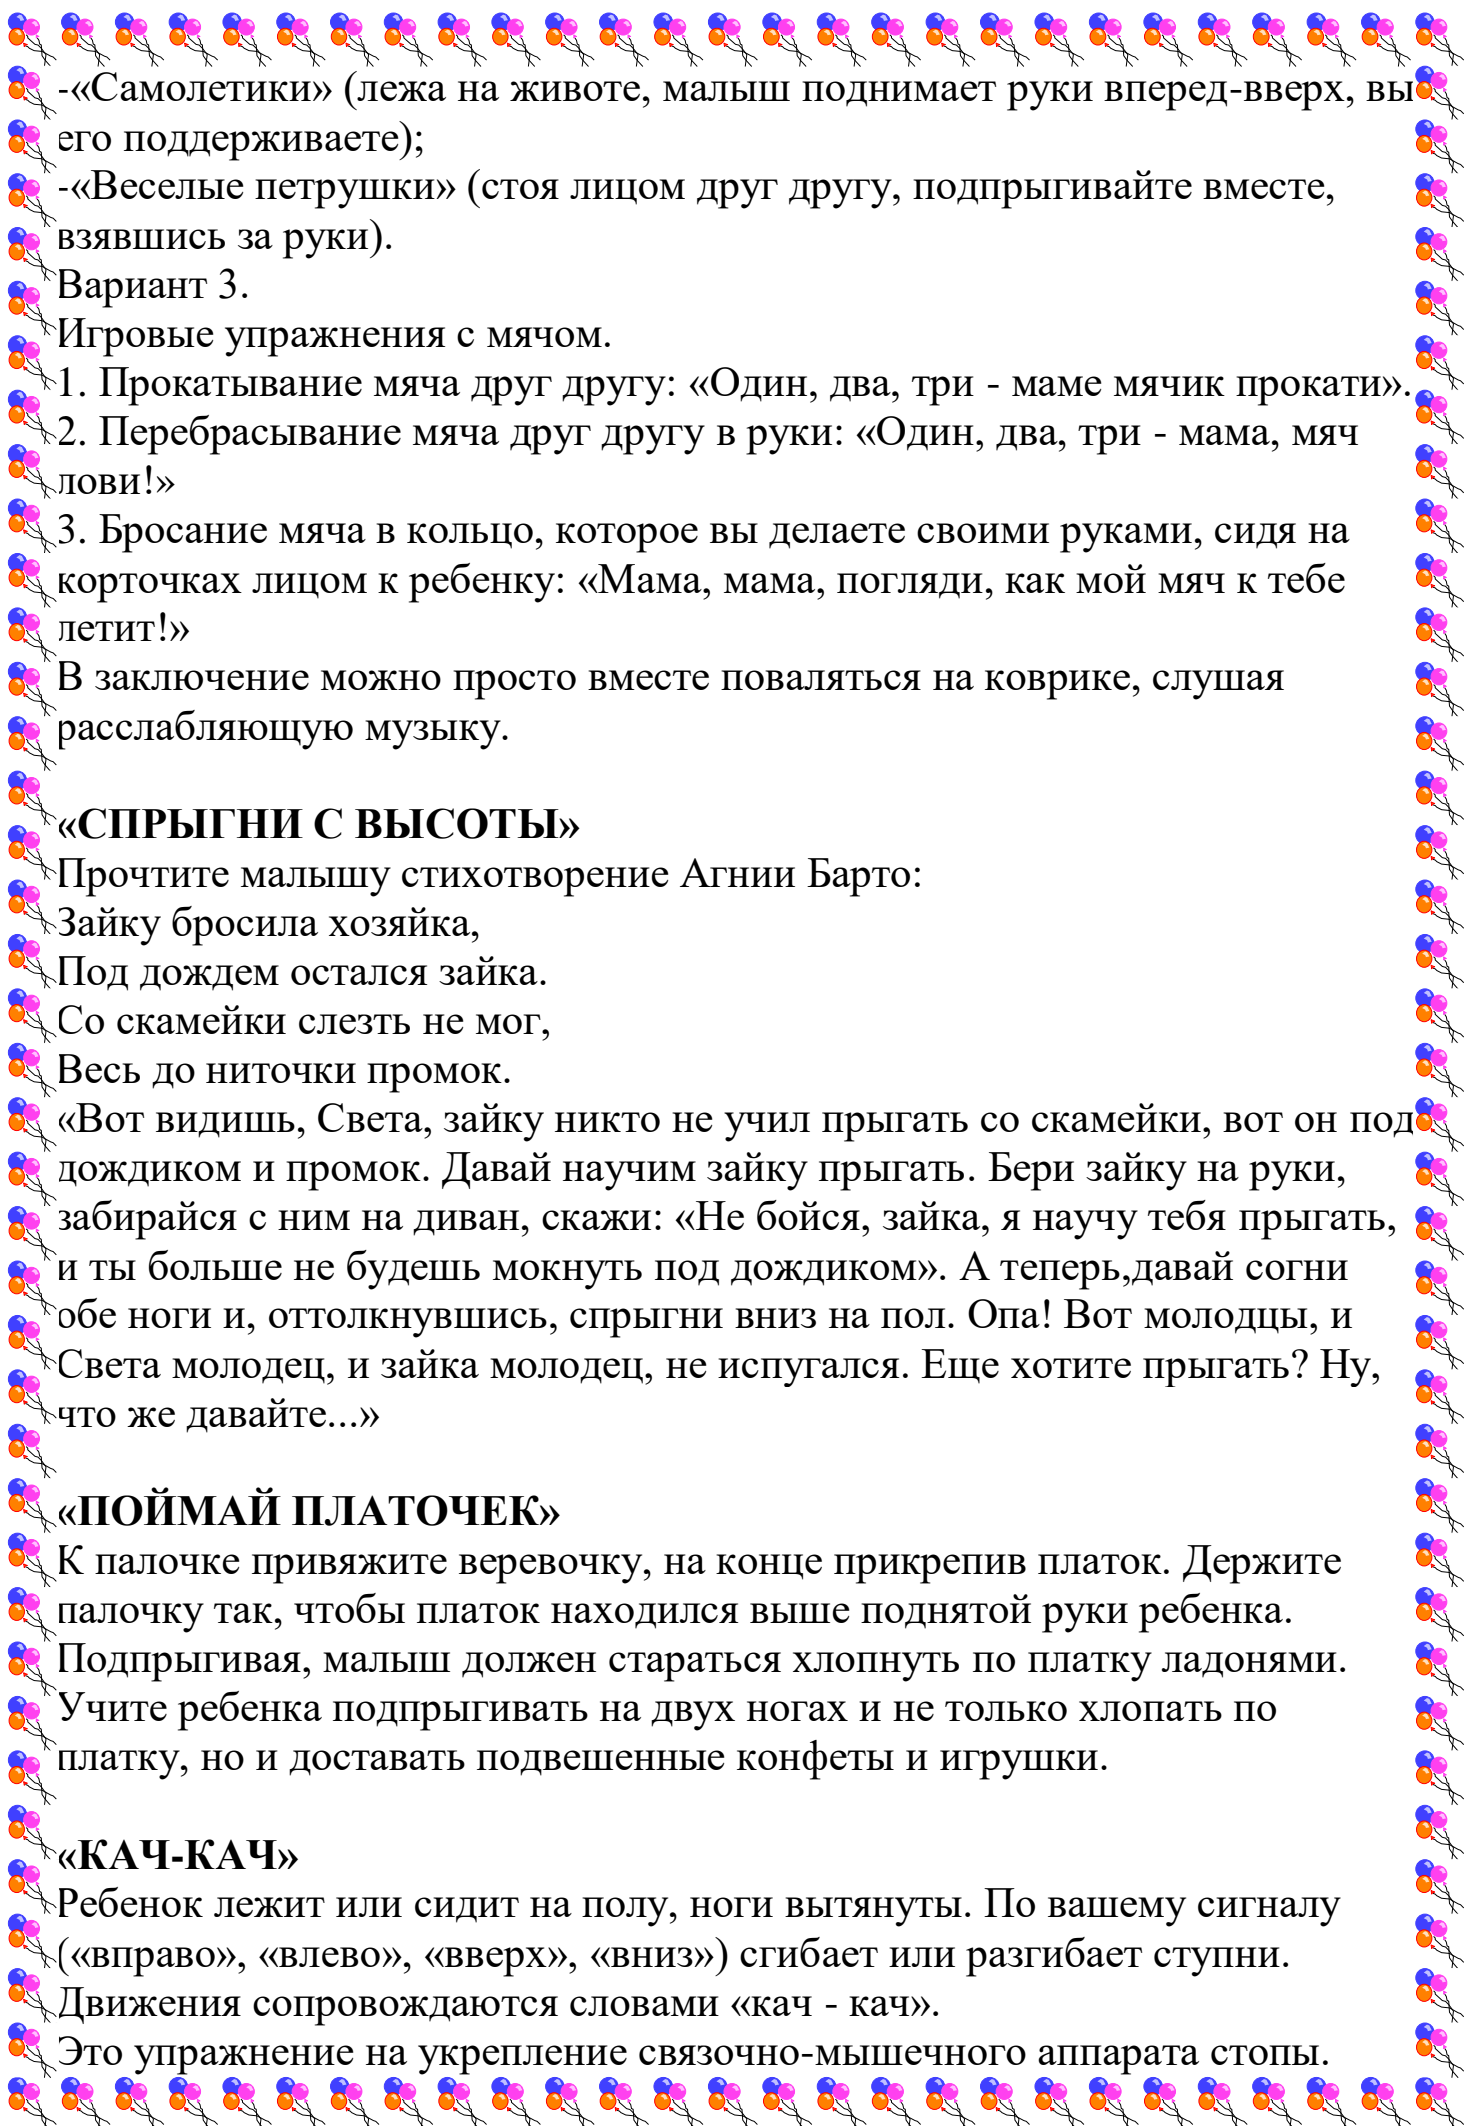 -«Самолетики» (лежа на животе, малыш поднимает руки вперед-вверх, вы
его поддерживаете);
-«Веселые петрушки» (стоя лицом друг другу, подпрыгивайте вместе,
взявшись за руки).
Вариант 3.
Игровые упражнения с мячом.
1. Прокатывание мяча друг другу: «Один, два, три - маме мячик прокати».
2. Перебрасывание мяча друг другу в руки: «Один, два, три - мама, мяч
лови!»
3. Бросание мяча в кольцо, которое вы делаете своими руками, сидя на
корточках лицом к ребенку: «Мама, мама, погляди, как мой мяч к тебе
летит!»
В заключение можно просто вместе поваляться на коврике, слушая
расслабляющую музыку.
«СПРЫГНИ С ВЫСОТЫ»
Прочтите малышу стихотворение Агнии Барто:
Зайку бросила хозяйка,
Под дождем остался зайка.
Со скамейки слезть не мог,
Весь до ниточки промок.
«Вот видишь, Света, зайку никто не учил прыгать со скамейки, вот он под
дождиком и промок. Давай научим зайку прыгать. Бери зайку на руки,
забирайся с ним на диван, скажи: «Не бойся, зайка, я научу тебя прыгать,
и ты больше не будешь мокнуть под дождиком». А теперь,давай согни
обе ноги и, оттолкнувшись, спрыгни вниз на пол. Опа! Вот молодцы, и
Света молодец, и зайка молодец, не испугался. Еще хотите прыгать? Ну,
что же давайте...»
«ПОЙМАЙ ПЛАТОЧЕК»
К палочке привяжите веревочку, на конце прикрепив платок. Держите
палочку так, чтобы платок находился выше поднятой руки ребенка.
Подпрыгивая, малыш должен стараться хлопнуть по платку ладонями.
Учите ребенка подпрыгивать на двух ногах и не только хлопать по
платку, но и доставать подвешенные конфеты и игрушки.
«КАЧ-КАЧ»
Ребенок лежит или сидит на полу, ноги вытянуты. По вашему сигналу
(«вправо», «влево», «вверх», «вниз») сгибает или разгибает ступни.
Движения сопровождаются словами «кач - кач».
Это упражнение на укрепление связочно-мышечного аппарата стопы.